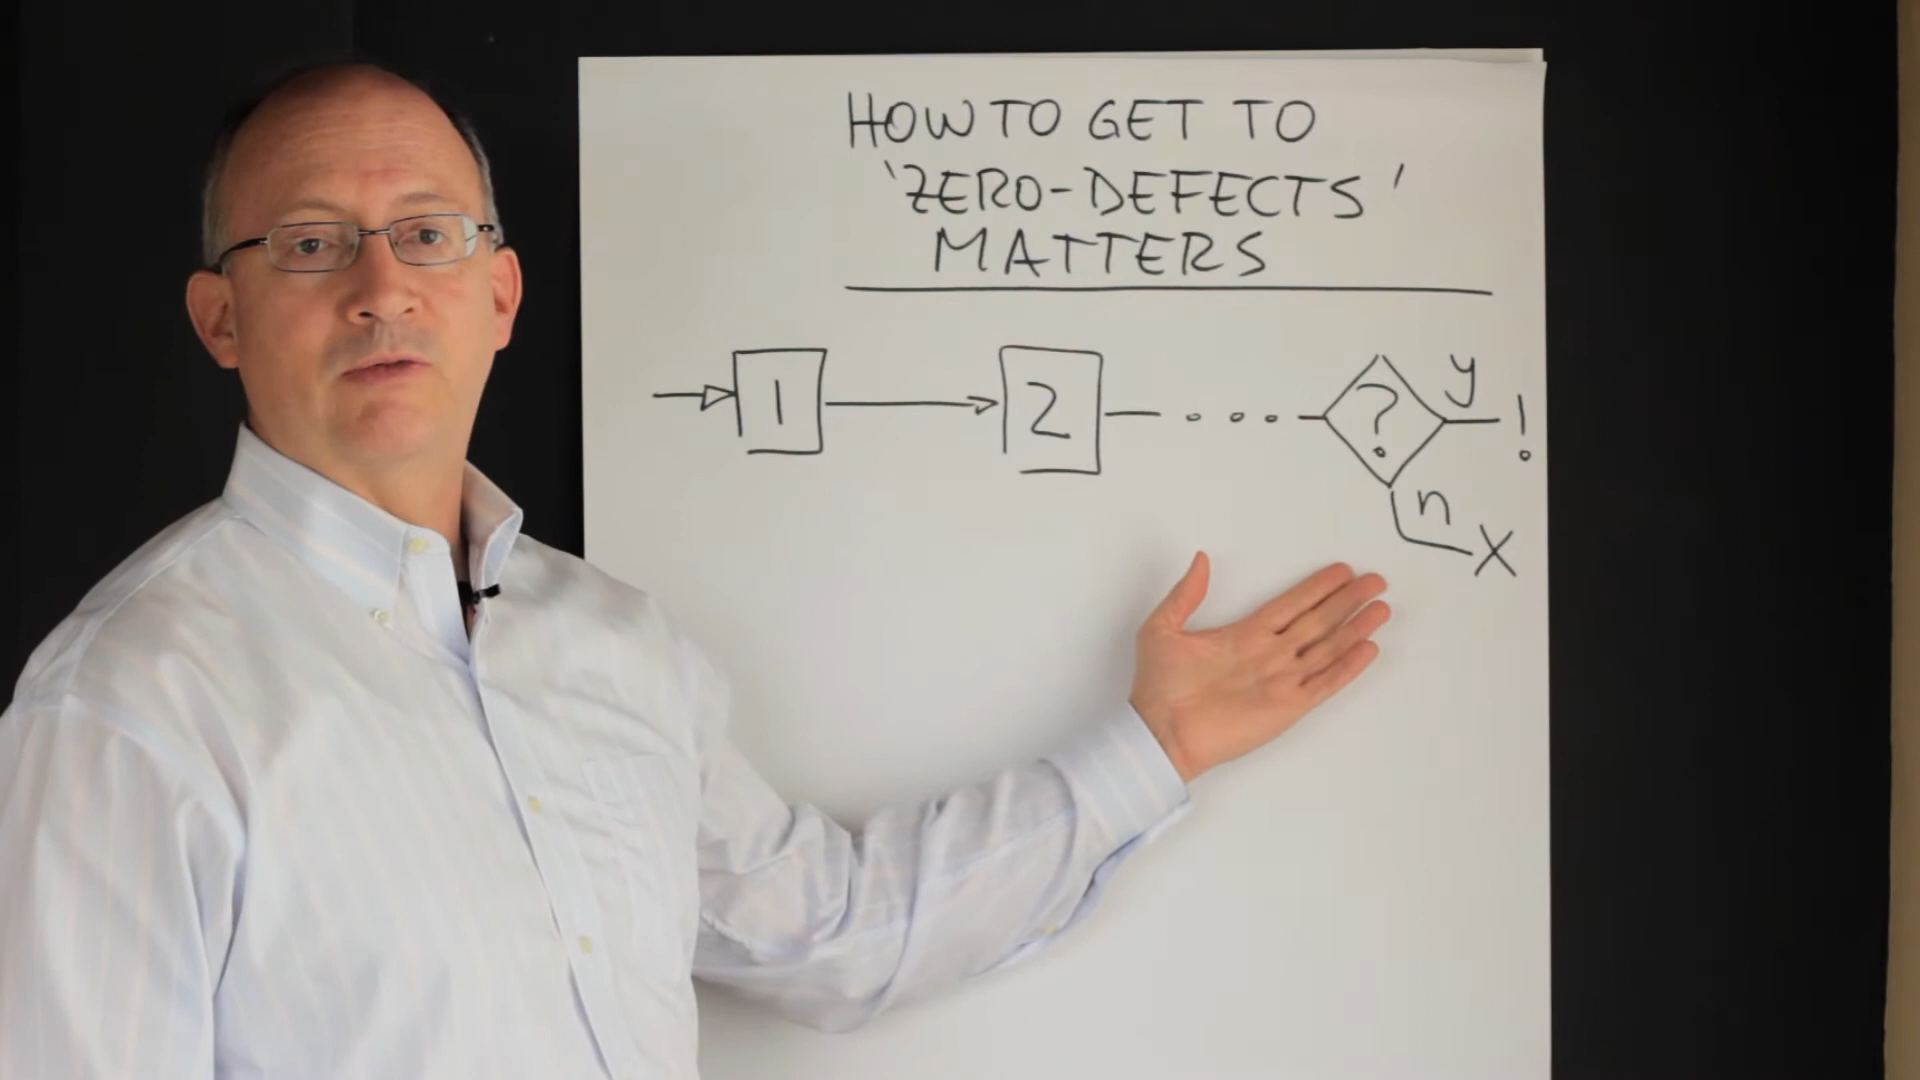 HOW TO GET TO
'ZERO-DEFECTS'
MATTERS
1 2 ? y !
n X